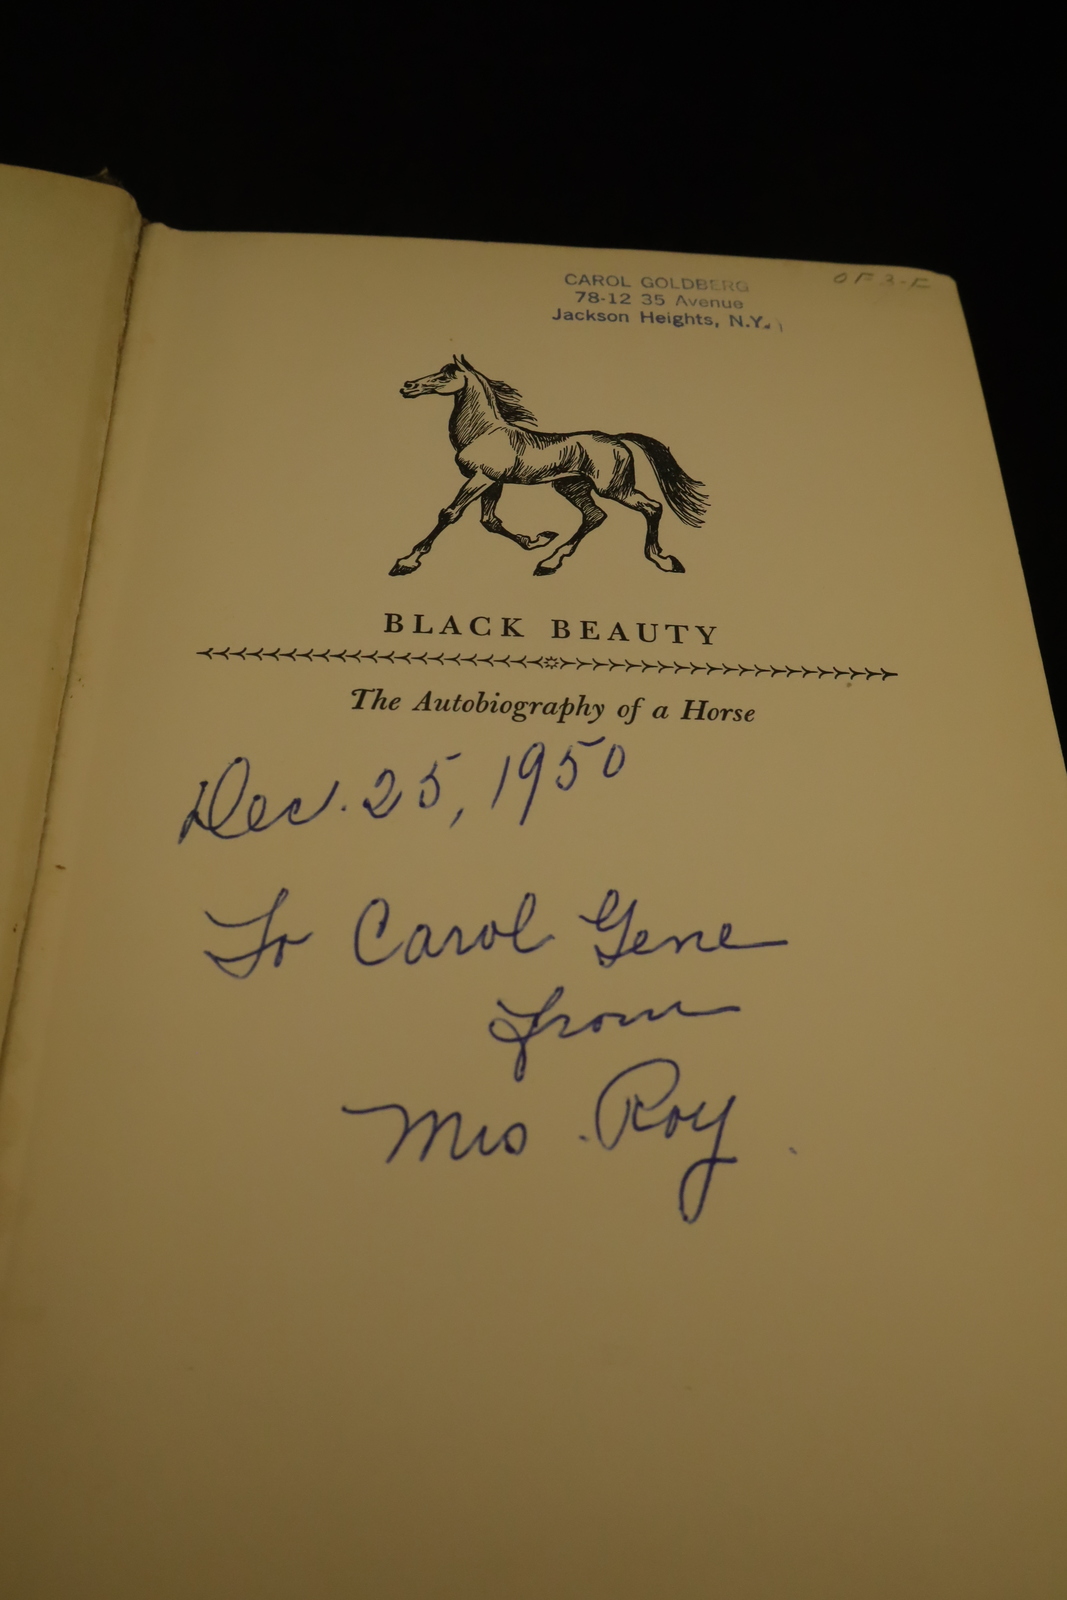 CAROL GOLDBERG
78-12 35 Avenue
Jackson Heights, N.Y.
BLACK BEAUTY
The Autobiography of a Horse
Dec. 25, 1950
To Carol Gene
from
Mrs. Roy